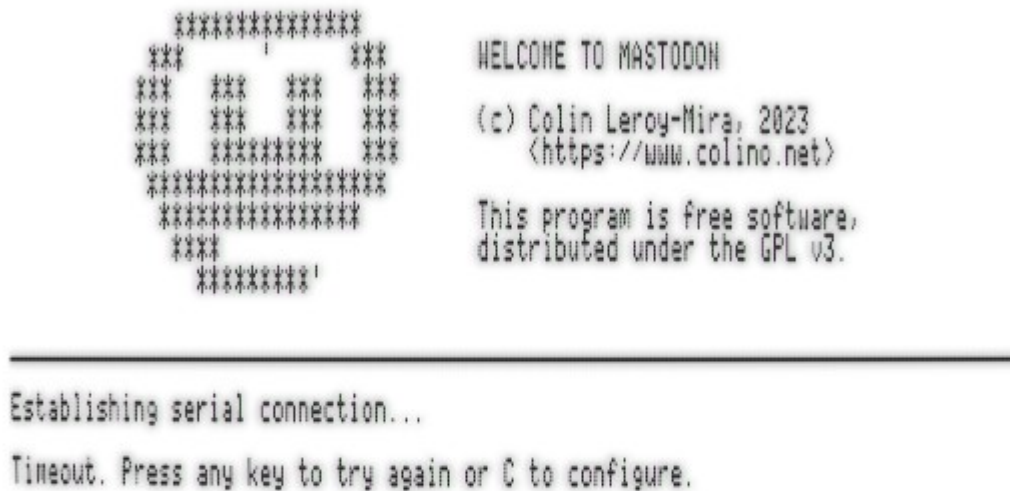 WELCOME TO MASTODON
(c) Colin Leroy-Mira, 2023
<https://www.colino.net>
This program is free software,
distributed under the GPL v3.
Establishing serial connection...
Timeout. Press any key to try again or C to configure.